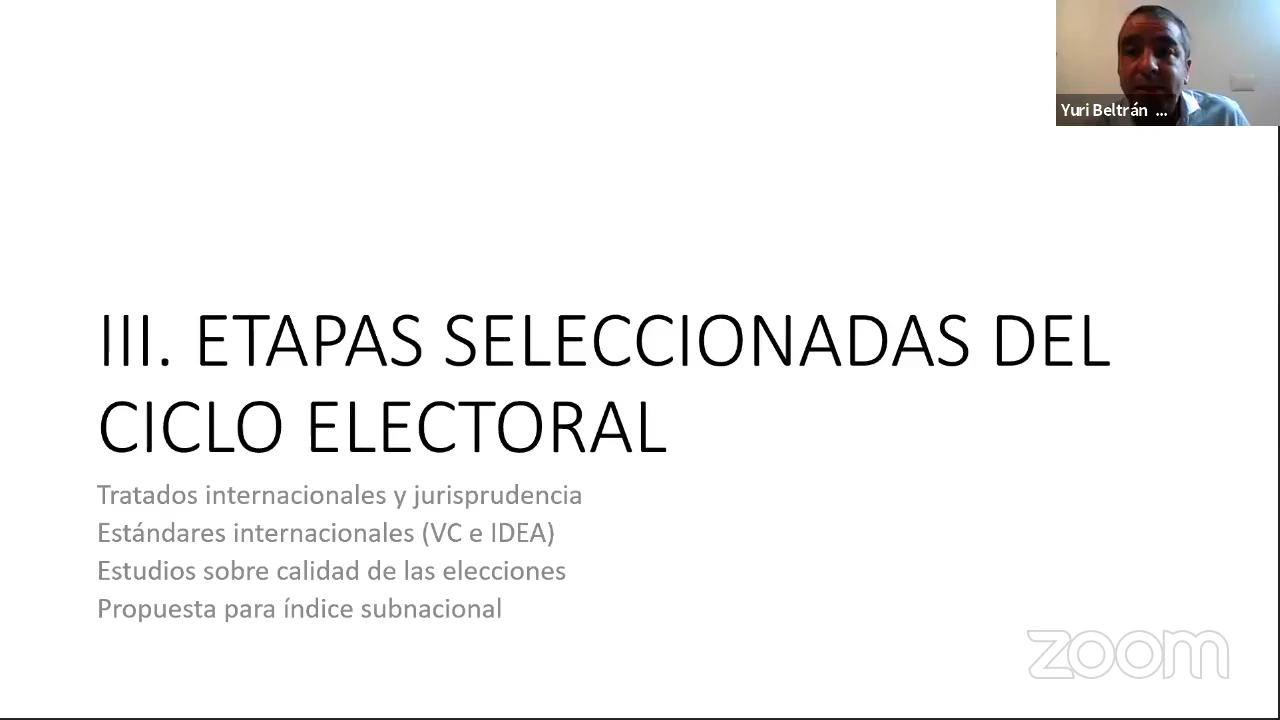 Yuri Beltrán ...
III. ETAPAS SELECCIONADAS DEL
CICLO ELECTORAL
Tratados internacionales y jurisprudencia
Estándares internacionales (VC e IDEA)
Estudios sobre calidad de las elecciones
Propuesta para índice subnacional
zoom